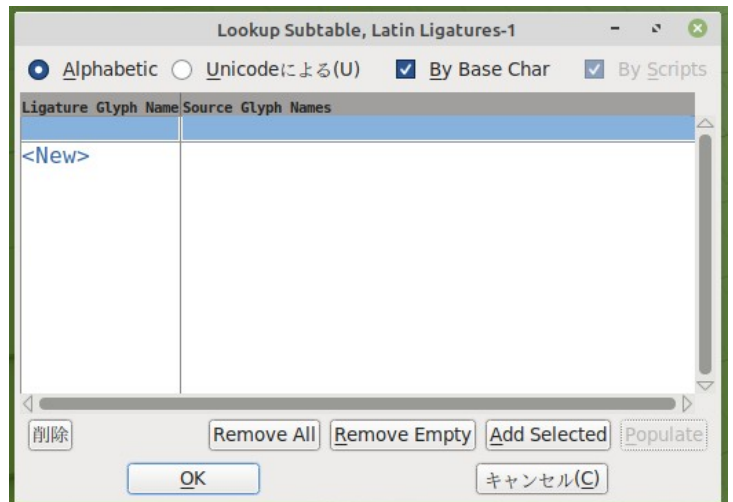 Lookup Subtable, Latin Ligatures-1
Alphabetic Unicodeによる(U) By Base Char By Scripts
Ligature Glyph Name Source Glyph Names
<New>
削除 Remove All Remove Empty Add Selected Populate
OK キャンセル(C)